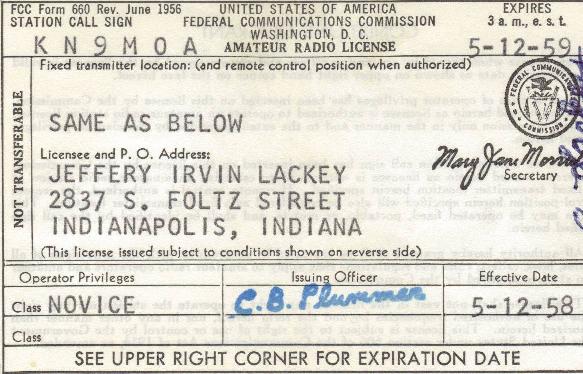 FCC Form 660 Rev. June 1956
STATION CALL SIGN
KN9MOA
UNITED STATES OF AMERICA
FEDERAL COMMUNICATIONS COMMISSION
WASHINGTON, D. C.
AMATEUR RADIO LICENSE
EXPIRES
3 a. m., e. s. t.
5-12-59
NOT TRANSFERABLE
Fixed transmitter location: (and remote control position when authorized)
SAME AS BELOW
FEDERAL COMMUNICATIONS
COMMISSION
Licensee and P. O. Address:
JEFFERY IRVIN LACKEY
2837 S. FOLTZ STREET
INDIANAPOLIS, INDIANA
Mary Jane
Secretary
(This license issued subject to conditions shown on reverse side)
Operator Privileges
Class NOVICE
Class
Issuing Officer
C.B. Plummer
Effective Date
5-12-58
SEE UPPER RIGHT CORNER FOR EXPIRATION DATE